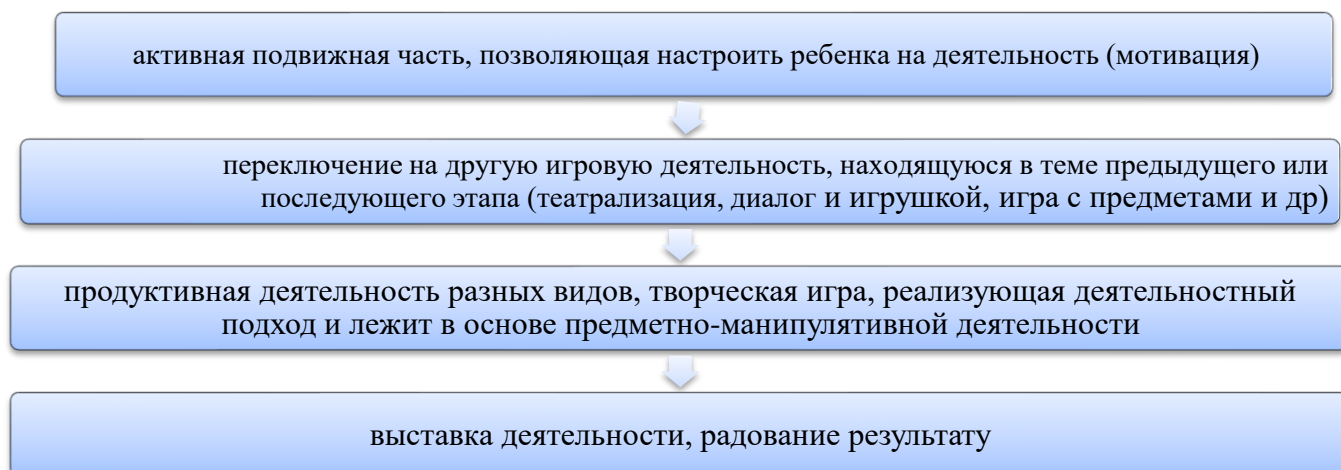 активная подвижная часть, позволяющая настроить ребенка на деятельность (мотивация)
переключение на другую игровую деятельность, находящуюся в теме предыдущего или
последующего этапа (театрализация, диалог и игрушкой, игра с предметами и др)
продуктивная деятельность разных видов, творческая игра, реализующая деятельностный
подход и лежит в основе предметно-манипулятивной деятельности
выставка деятельности, радование результату